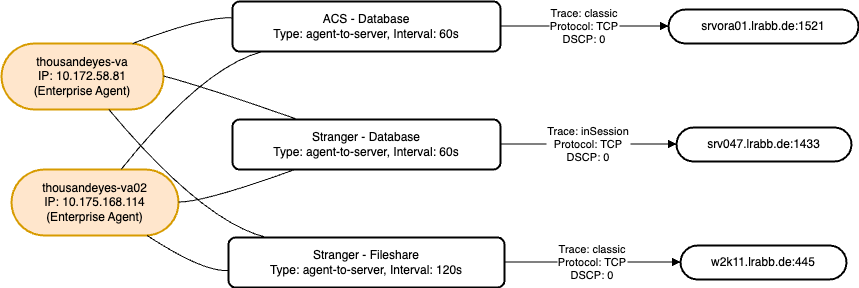 thousandeyes-va
IP: 10.172.58.81
(Enterprise Agent)
thousandeyes-va02
IP: 10.175.168.114
(Enterprise Agent)
ACS - Database
Type: agent-to-server, Interval: 60s
Trace: classic
Protocol: TCP
DSCP: 0
srvora01.lrabb.de:1521
Stranger - Database
Type: agent-to-server, Interval: 60s
Trace: inSession
Protocol: TCP
DSCP: 0
srv047.lrabb.de:1433
Stranger - Fileshare
Type: agent-to-server, Interval: 120s
Trace: classic
Protocol: TCP
DSCP: 0
w2k11.lrabb.de:445